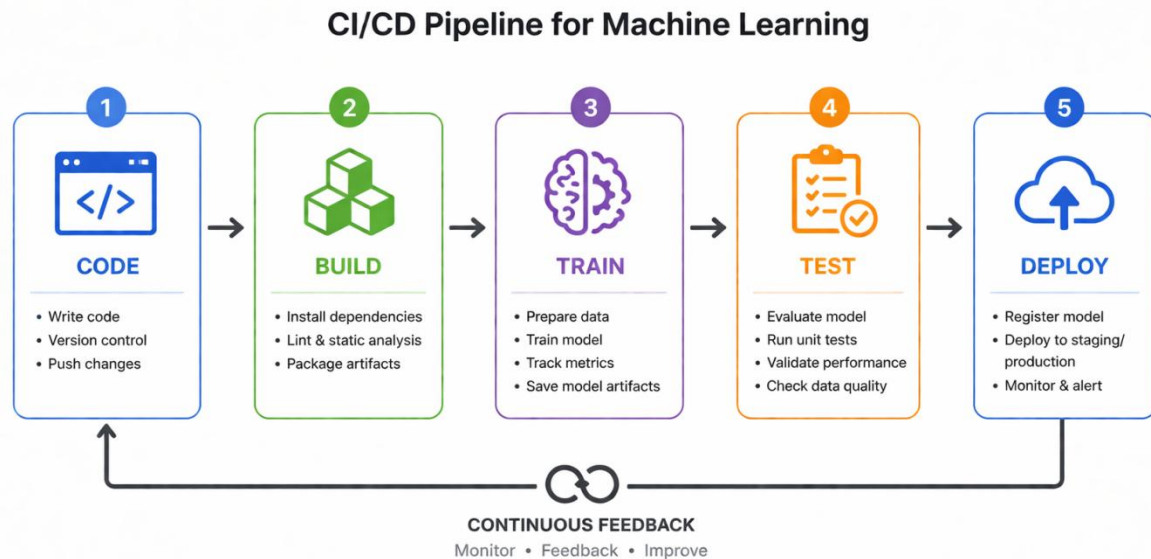 CI/CD Pipeline for Machine Learning
1
</>
CODE
• Write code
• Version control
• Push changes
2
BUILD
• Install dependencies
• Lint & static analysis
• Package artifacts
3
TRAIN
• Prepare data
• Train model
• Track metrics
• Save model artifacts
4
TEST
• Evaluate model
• Run unit tests
• Validate performance
• Check data quality
5
DEPLOY
• Register model
• Deploy to staging/
production
• Monitor & alert
CONTINUOUS FEEDBACK
Monitor • Feedback • Improve